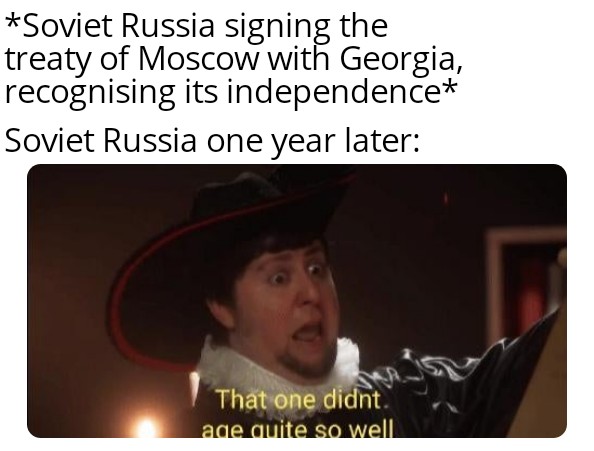 *Soviet Russia signing the
treaty of Moscow with Georgia,
recognising its independence*
Soviet Russia one year later:
That one didnt
age quite so well